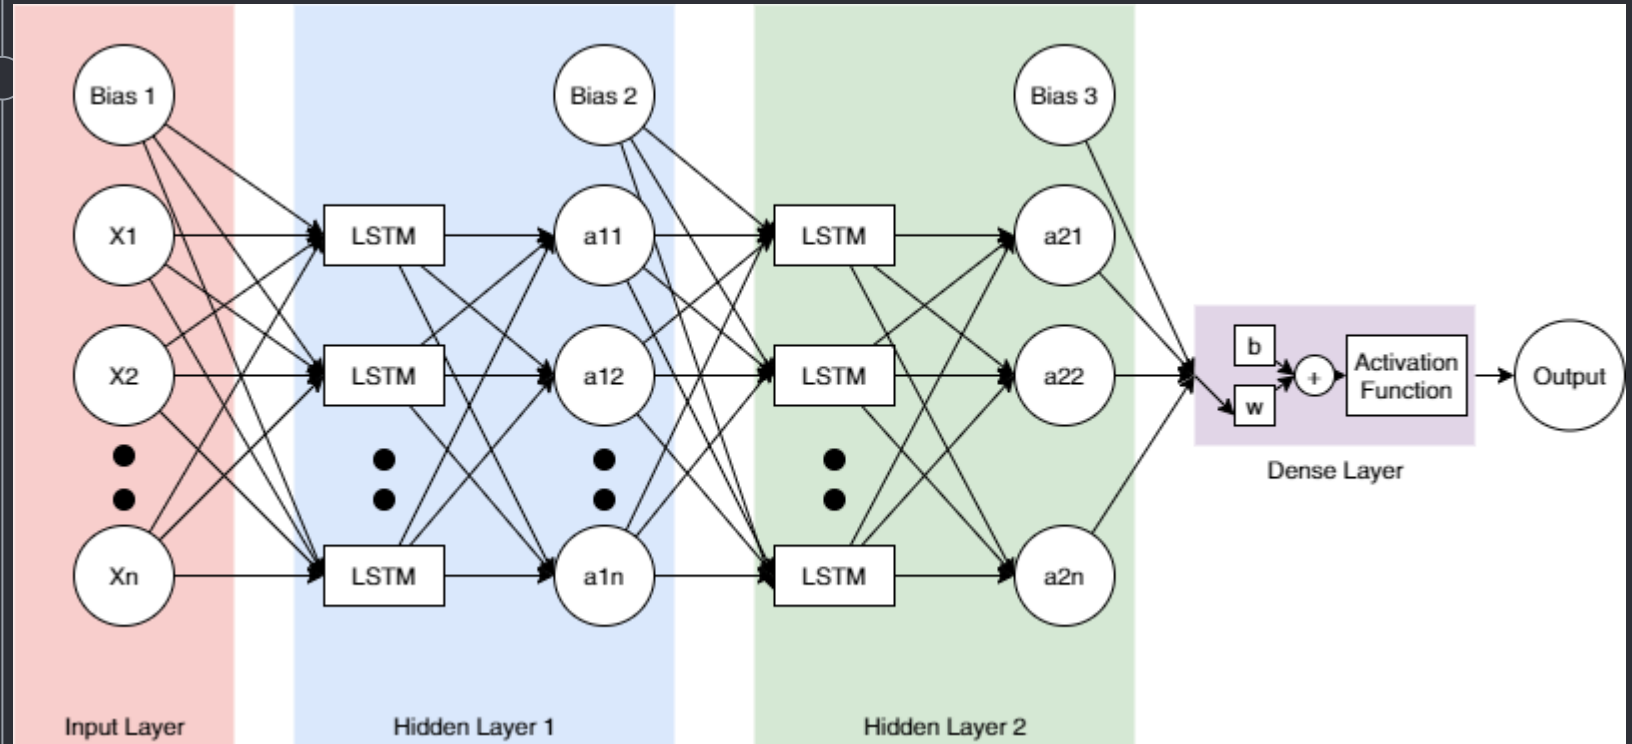 Bias 1
X1
X2
Xn
Input Layer
LSTM
LSTM
LSTM
Hidden Layer 1
Bias 2
a11
a12
a1n
LSTM
LSTM
LSTM
Hidden Layer 2
Bias 3
a21
a22
a2n
b
w
+
Activation
Function
Dense Layer
Output